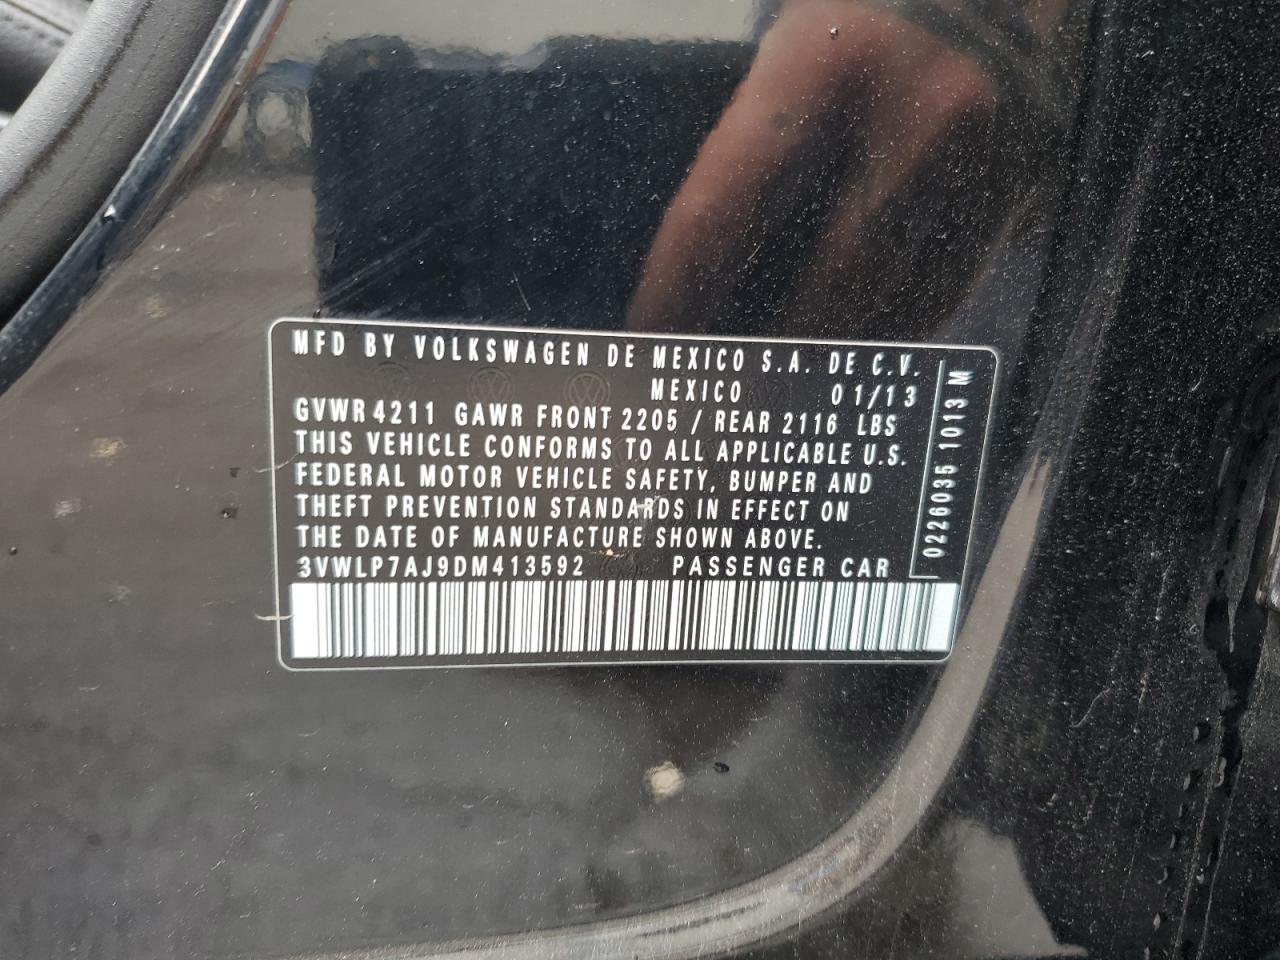 MFD BY VOLKSWAGEN DE MEXICO S.A. DE C.V.
MEXICO 01/13
GVWR 4211 GAWR FRONT 2205 / REAR 2116 LBS
THIS VEHICLE CONFORMS TO ALL APPLICABLE U.S.
FEDERAL MOTOR VEHICLE SAFETY, BUMPER AND
THEFT PREVENTION STANDARDS IN EFFECT ON
THE DATE OF MANUFACTURE SHOWN ABOVE.
3VWLP7AJ9DM413592 PASSENGER CAR
0226035 1013 M